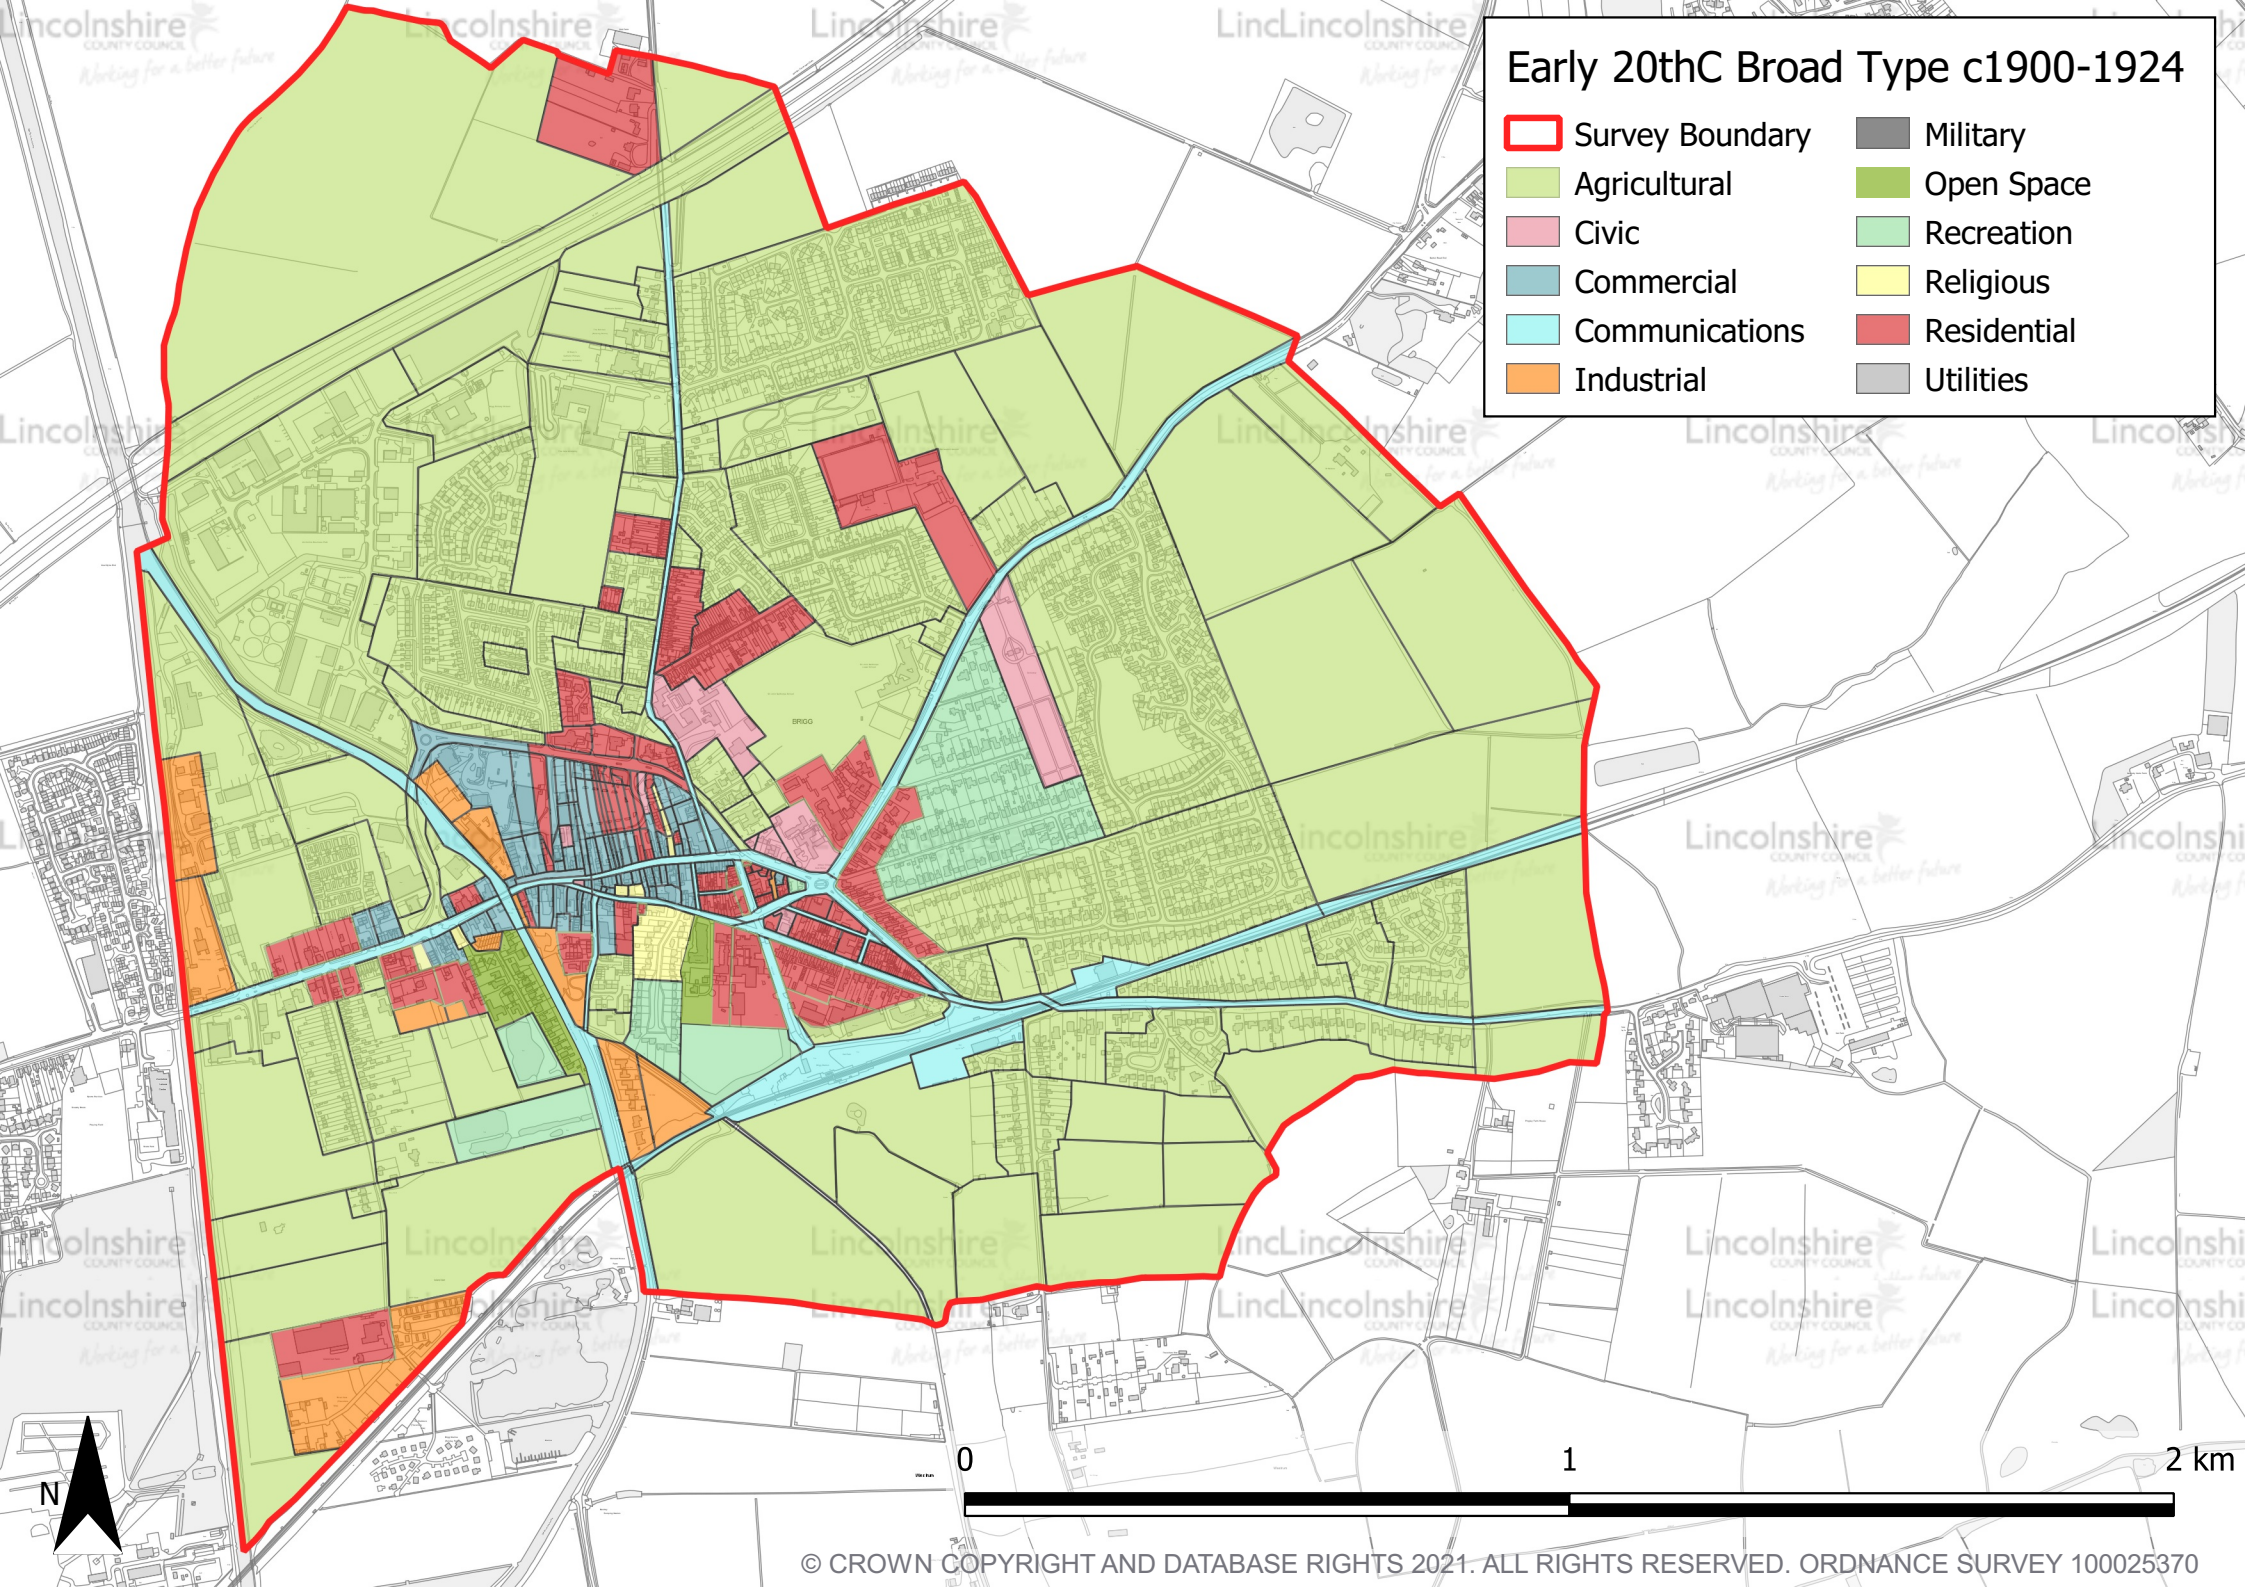 Early 20thC Broad Type c1900-1924
Survey Boundary
Agricultural
Civic
Commercial
Communications
Industrial
Military
Open Space
Recreation
Religious
Residential
Utilities
Lincolnshire
COUNTY COUNCIL
Working for a better future
BRIGG
N
0
1
2 km
© CROWN COPYRIGHT AND DATABASE RIGHTS 2021. ALL RIGHTS RESERVED. ORDNANCE SURVEY 100025370